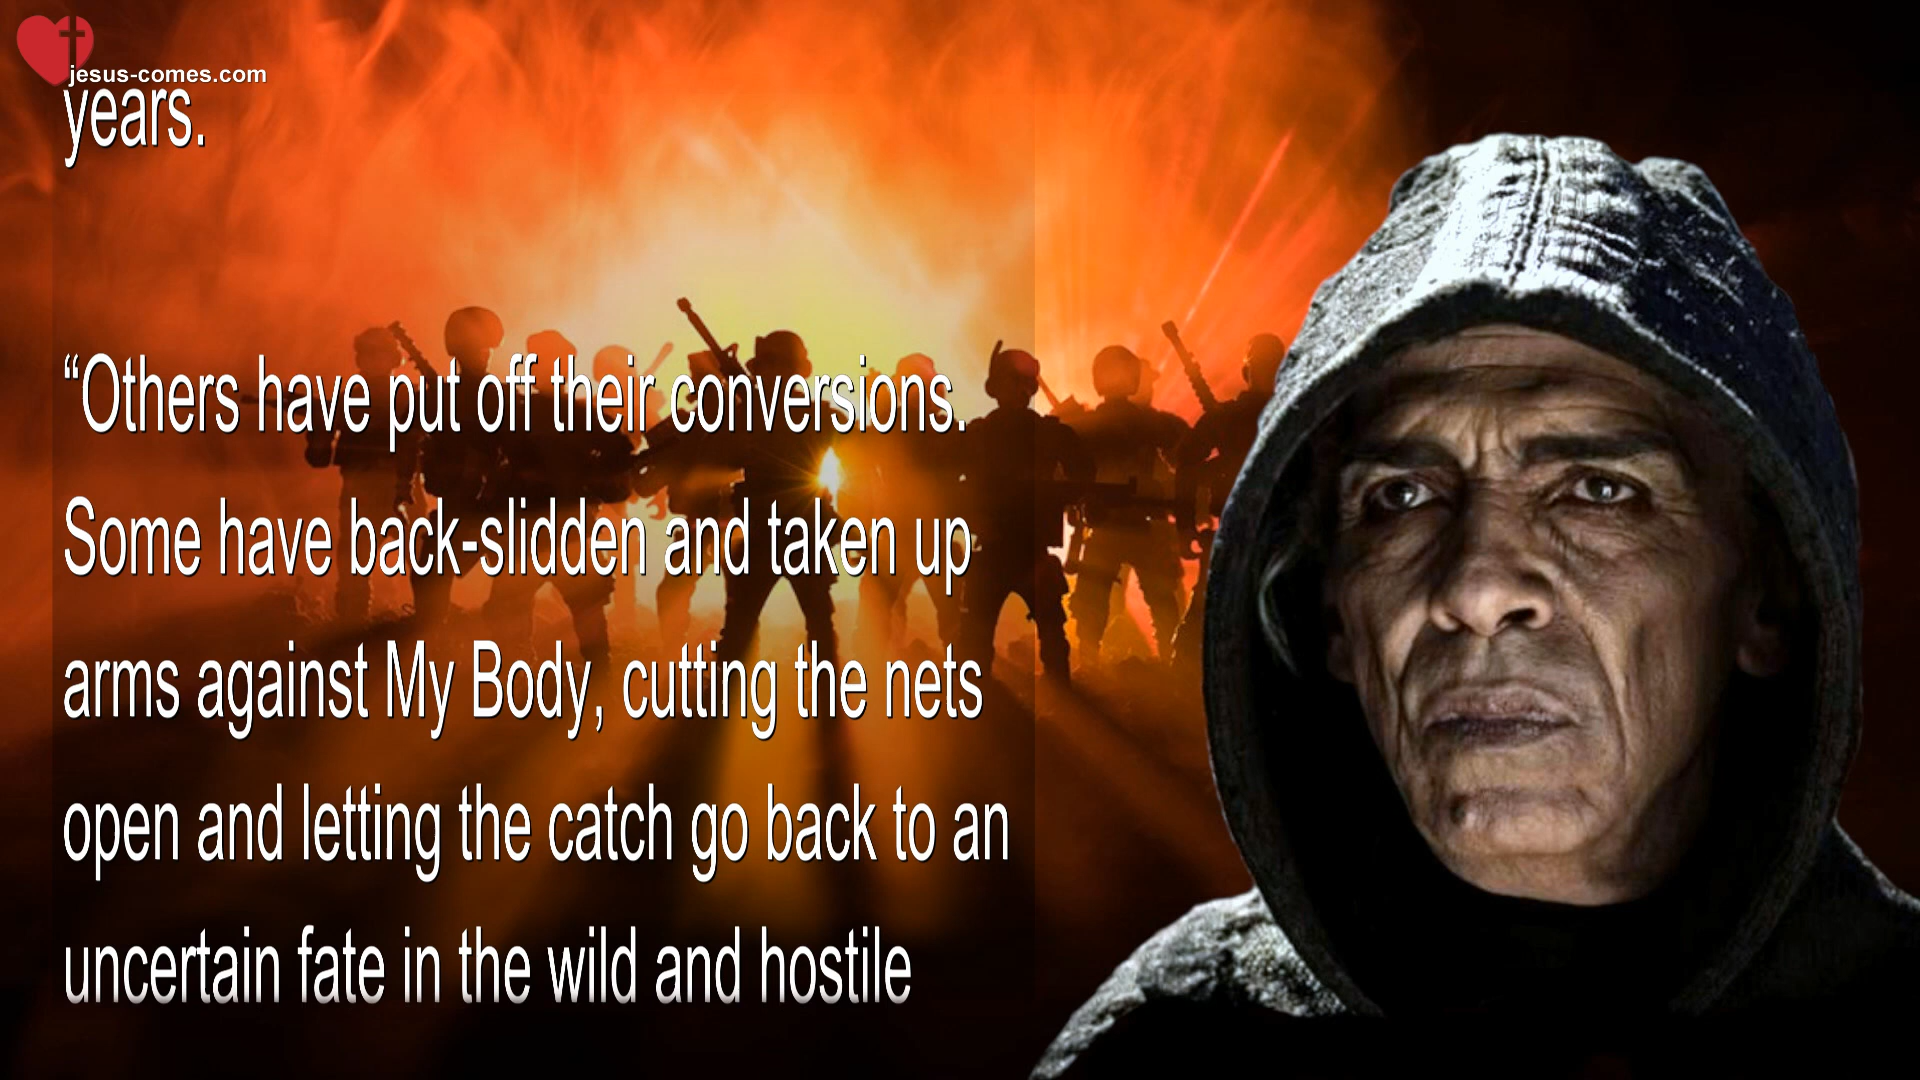 jesus-comes.com
years.
“Others have put off their conversions.
Some have back-slidden and taken up
arms against My Body, cutting the nets
open and letting the catch go back to an
uncertain fate in the wild and hostile